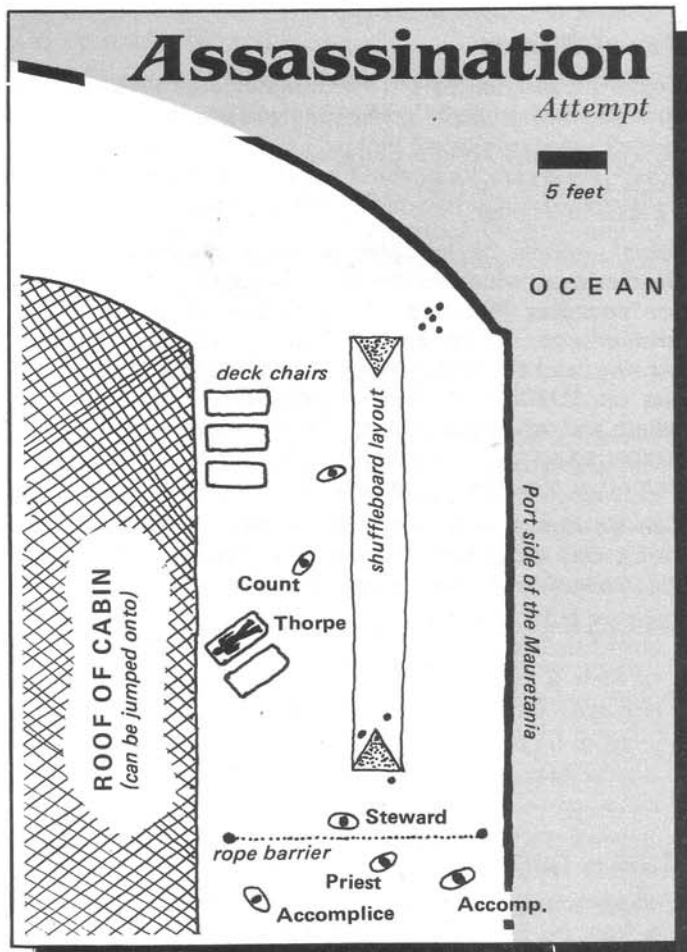 Assassination
Attempt
5 feet
OCEAN
deck chairs
shuffleboard layout
Count
Thorpe
Port side of the Mauretania
ROOF OF CABIN
(can be jumped onto)
Steward
rope barrier
Priest
Accomplice
Accomp.